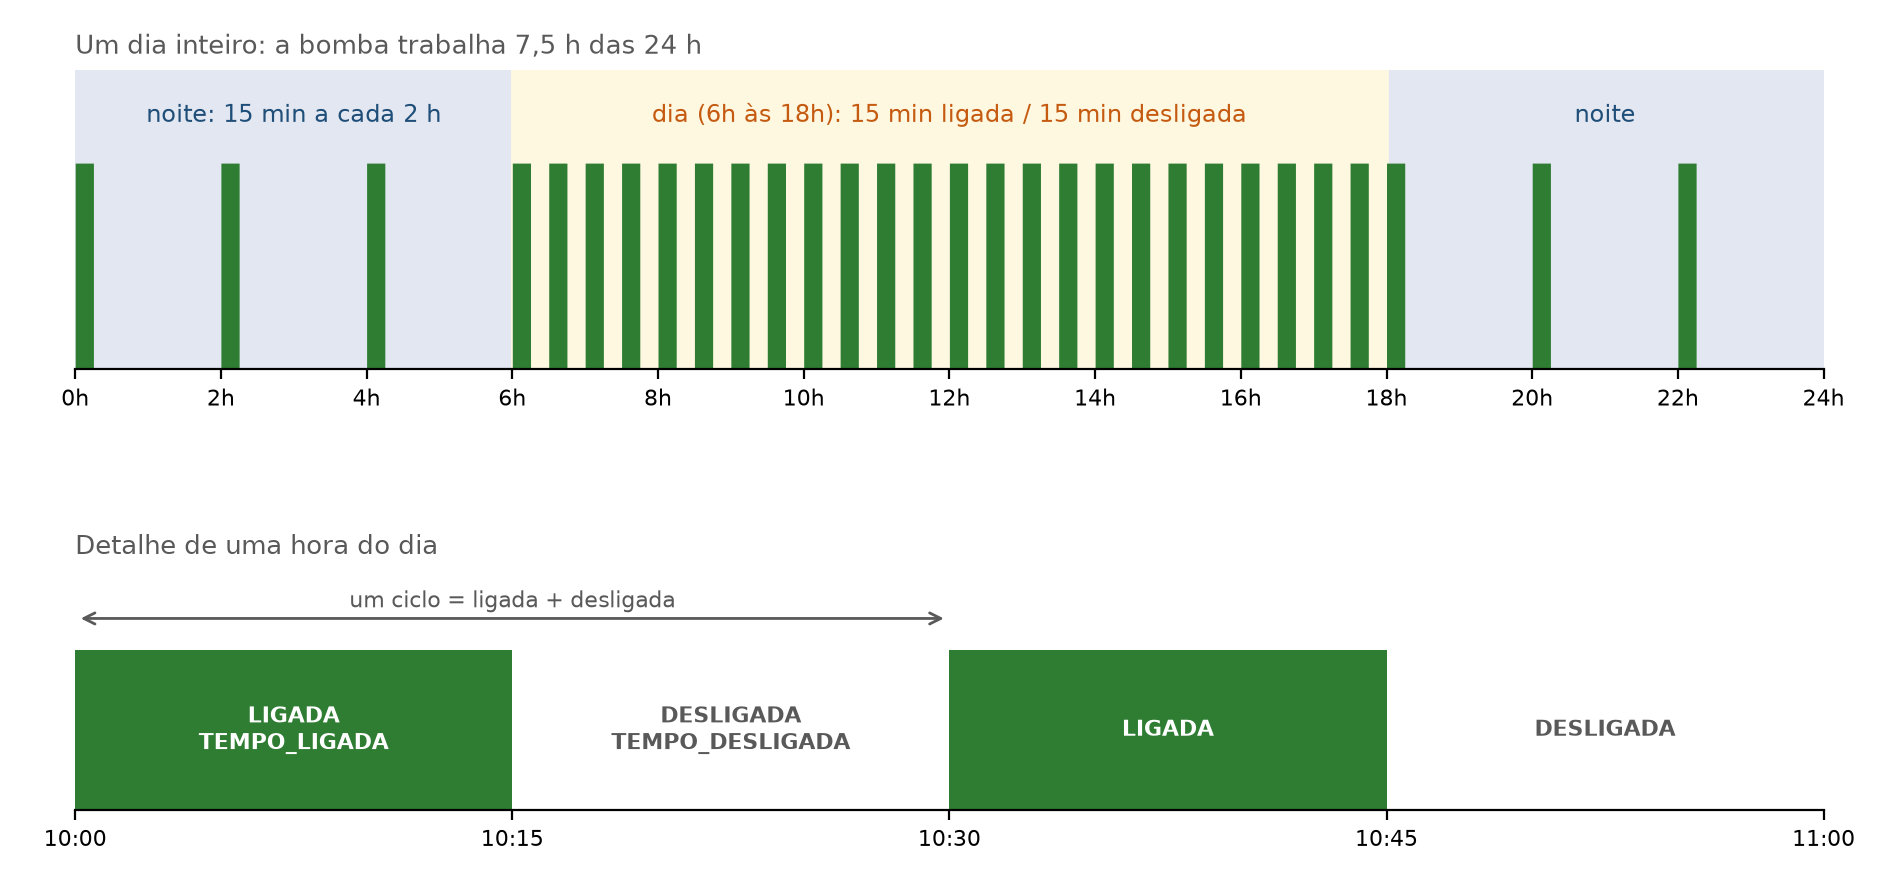 Um dia inteiro: a bomba trabalha 7,5 h das 24 h
noite: 15 min a cada 2 h
dia (6h às 18h): 15 min ligada / 15 min desligada
noite
0h 2h 4h 6h 8h 10h 12h 14h 16h 18h 20h 22h 24h
Detalhe de uma hora do dia
um ciclo = ligada + desligada
LIGADA
TEMPO_LIGADA
DESLIGADA
TEMPO_DESLIGADA
LIGADA
DESLIGADA
10:00 10:15 10:30 10:45 11:00